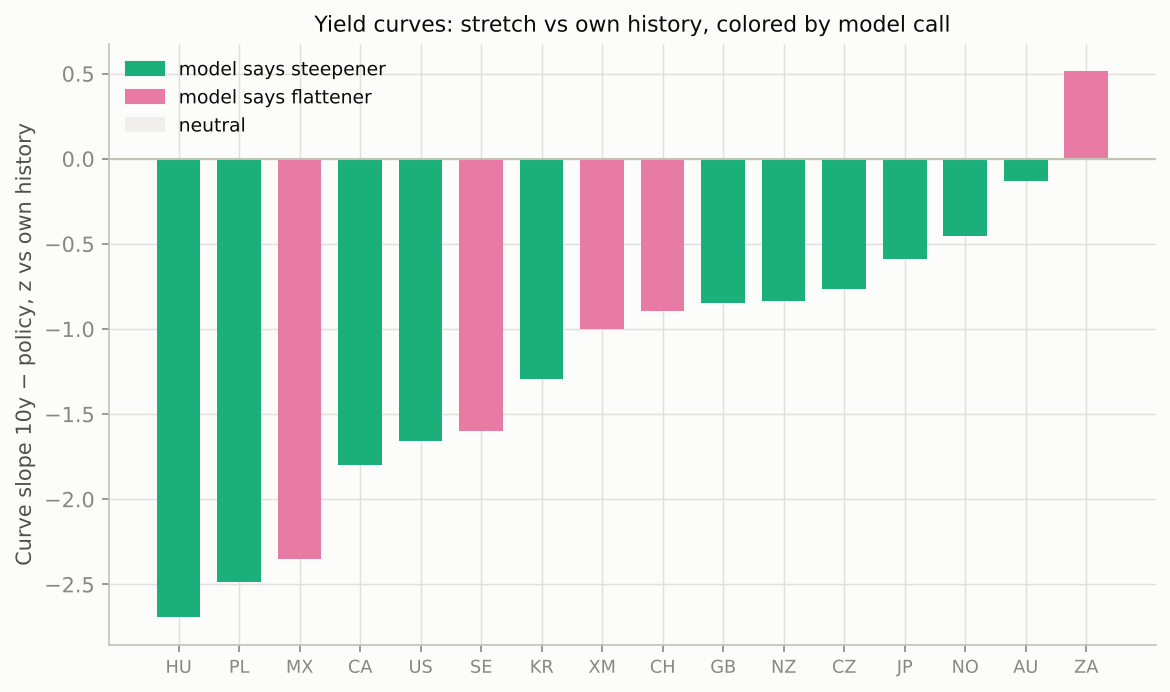 Yield curves: stretch vs own history, colored by model call
model says steepener
model says flattener
neutral
Curve slope 10y − policy, z vs own history
0.5
0.0
−0.5
−1.0
−1.5
−2.0
−2.5
HU PL MX CA US SE KR XM CH GB NZ CZ JP NO AU ZA